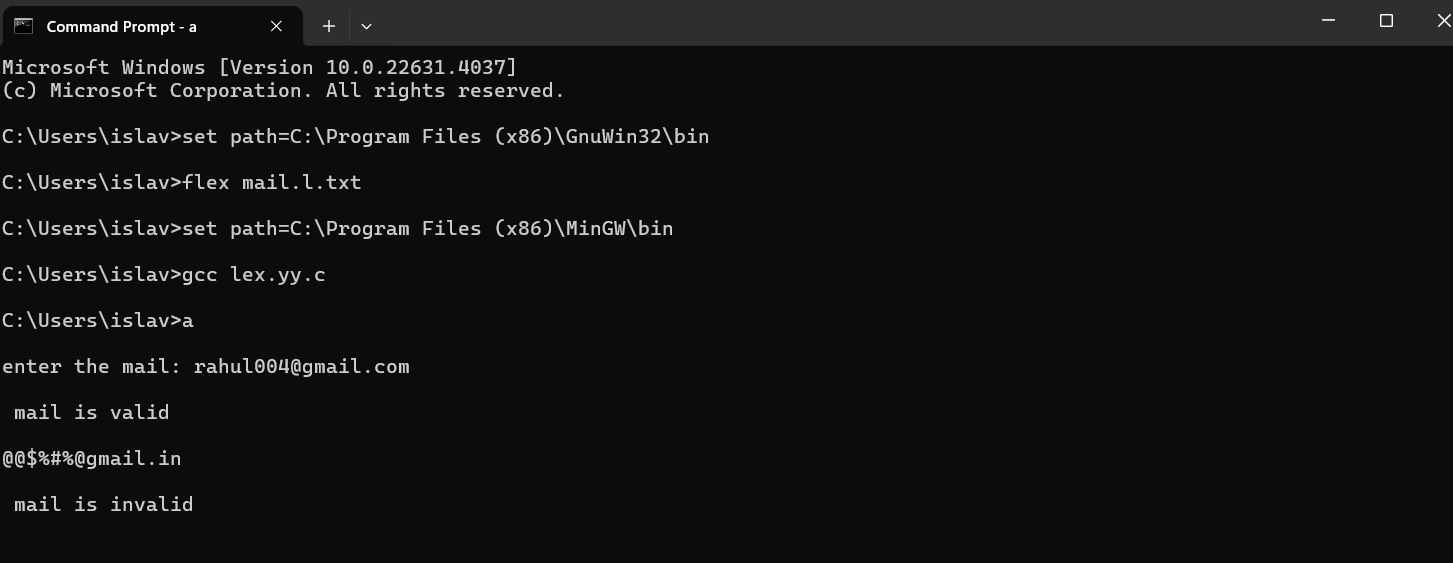 Command Prompt - a
Microsoft Windows [Version 10.0.22631.4037]
(c) Microsoft Corporation. All rights reserved.
C:\Users\islav>set path=C:\Program Files (x86)\GnuWin32\bin
C:\Users\islav>flex mail.l.txt
C:\Users\islav>set path=C:\Program Files (x86)\MinGW\bin
C:\Users\islav>gcc lex.yy.c
C:\Users\islav>a
enter the mail: rahul004@gmail.com
mail is valid
@@$%#%@gmail.in
mail is invalid